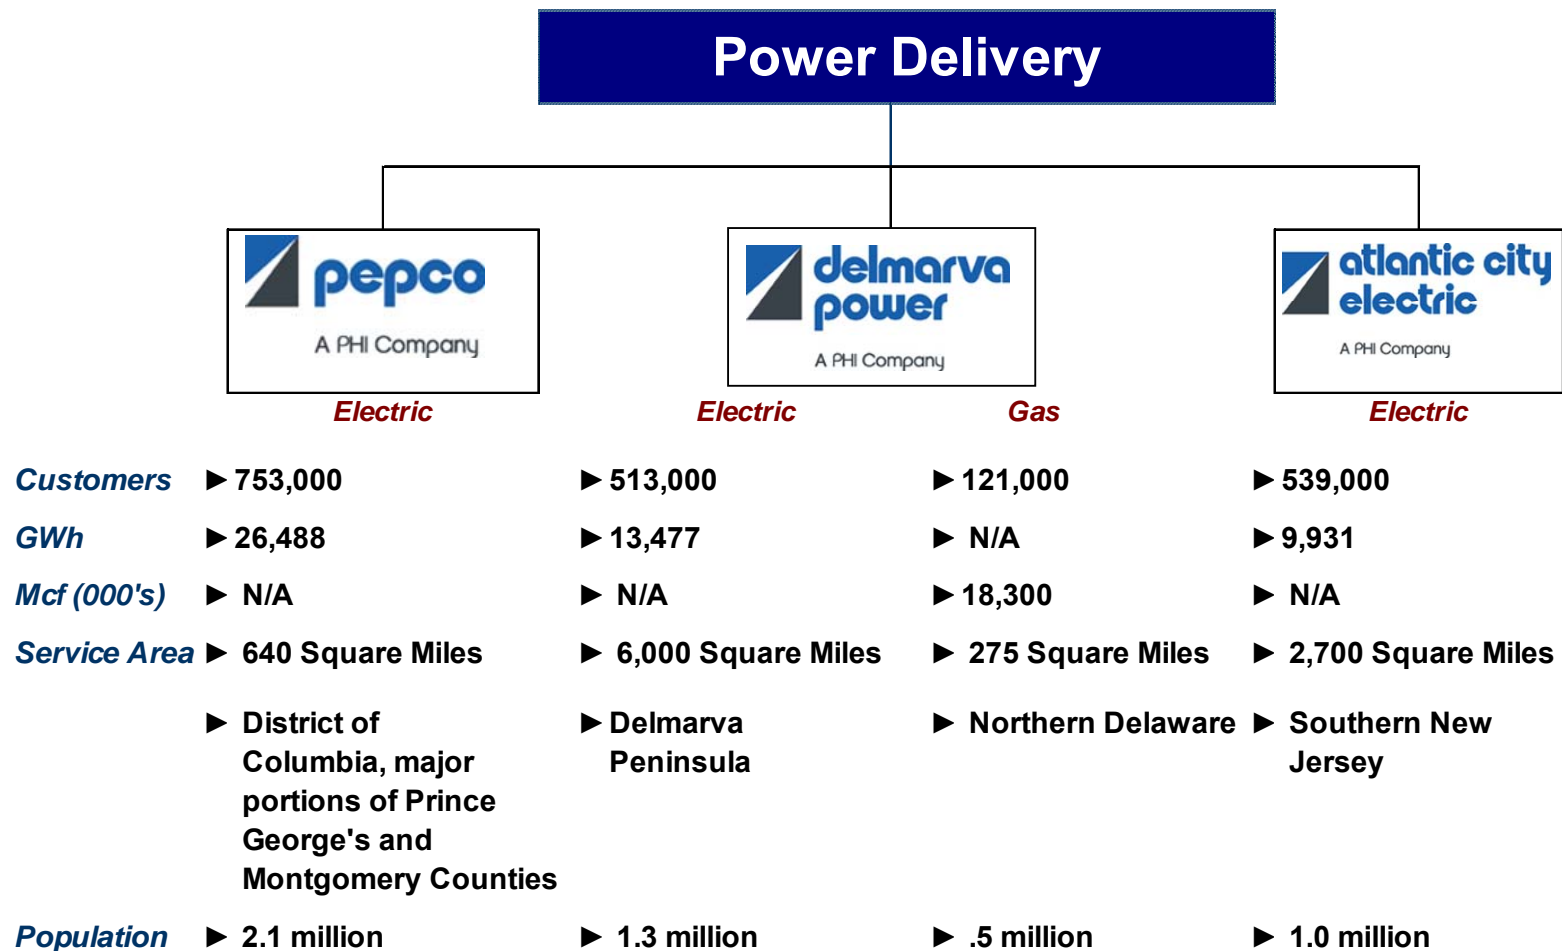 Power Delivery
pepco
A PHI Company
delmarva
power
A PHI Company
atlantic city
electric
A PHI Company
Electric
Electric
Gas
Electric
Customers ►753,000 ►513,000 ►121,000 ►539,000
GWh ►26,488 ►13,477 ► N/A ►9,931
Mcf (000's) ► N/A ► N/A ►18,300 ► N/A
Service Area ► 640 Square Miles ► 6,000 Square Miles ► 275 Square Miles ► 2,700 Square Miles
► District of
Columbia, major
portions of Prince
George's and
Montgomery Counties
►Delmarva
Peninsula
► Northern Delaware
► Southern New
Jersey
Population ► 2.1 million ► 1.3 million ► .5 million ► 1.0 million